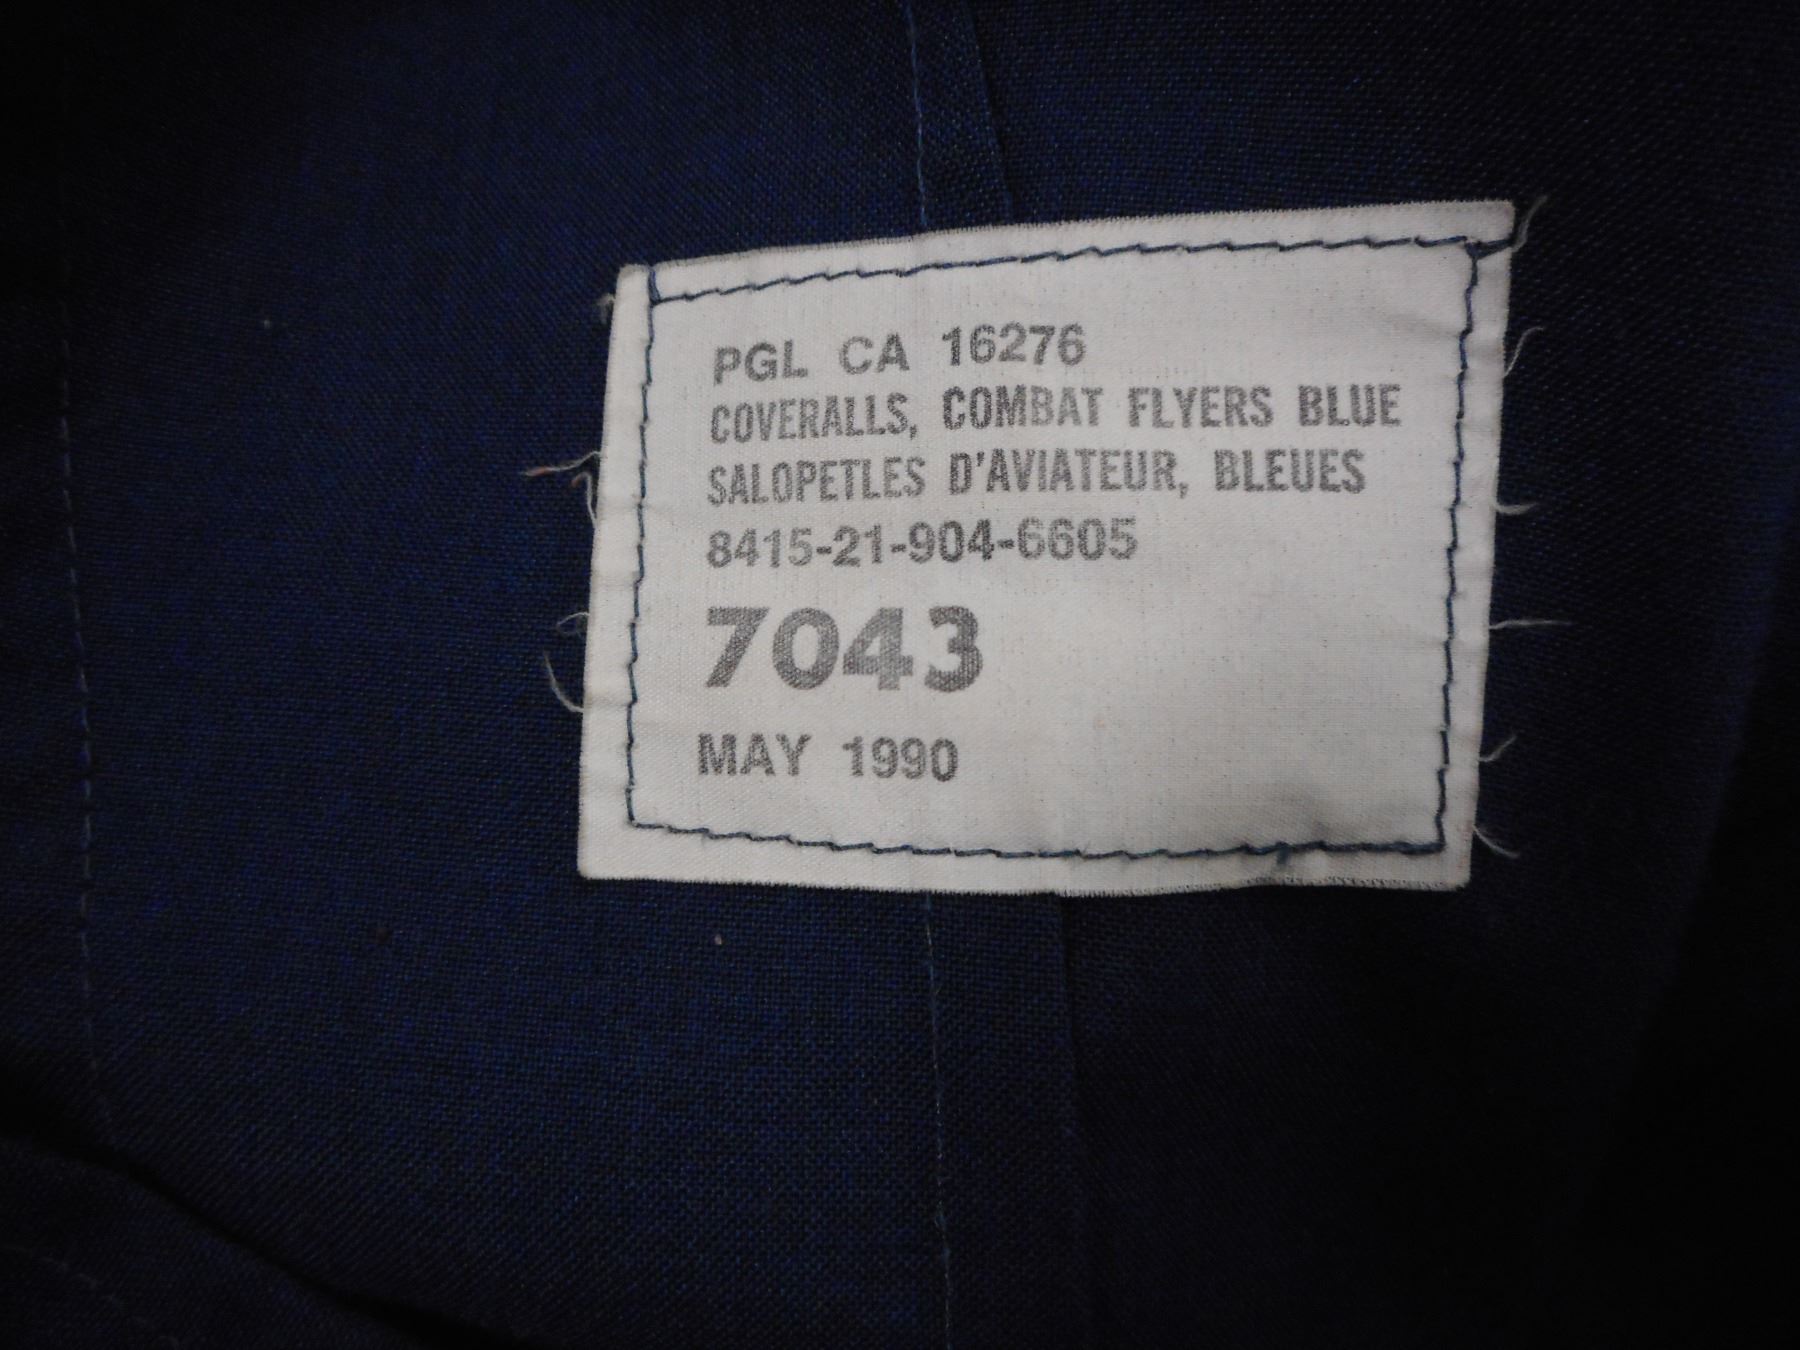 PGL CA 16276
COVERALLS, COMBAT FLYERS BLUE
SALOPETLES D'AVIATEUR, BLEUES
8415-21-904-6605
7043
MAY 1990